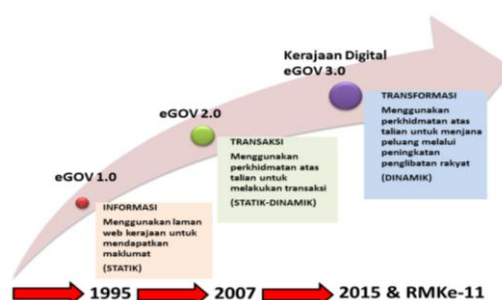 Kerajaan Digital
eGOV 3.0
TRANSFORMASI
Menggunakan
perkhidmatan atas
talian untuk menjana
peluang melalui
peningkatan
penglibatan rakyat
(DINAMIK)
eGOV 2.0
TRANSAKSI
Menggunakan
perkhidmatan atas
talian untuk
melakukan transaksi
(STATIK-DINAMIK)
eGOV 1.0
INFORMASI
Menggunakan laman
web kerajaan untuk
mendapatkan
maklumat
(STATIK)
1995
2007
2015 & RMKe-11